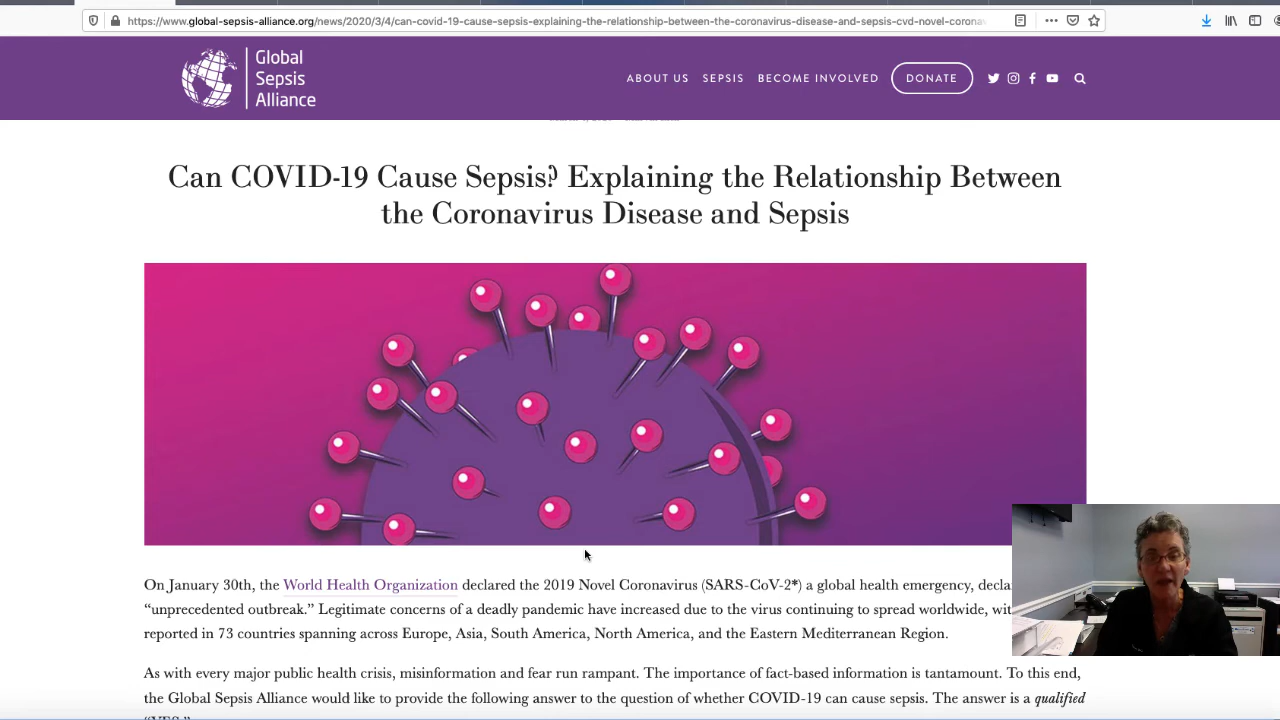 https://www.global-sepsis-alliance.org/news/2020/3/4/can-covid-19-cause-sepsis-explaining-the-relationship-between-the-coronavirus-disease-and-sepsis-cvd-novel-corona
Global
Sepsis
Alliance
ABOUT US SEPSIS BECOME INVOLVED DONATE
Can COVID-19 Cause Sepsis? Explaining the Relationship Between
the Coronavirus Disease and Sepsis
On January 30th, the World Health Organization declared the 2019 Novel Coronavirus (SARS-CoV-2*) a global health emergency, decla
“unprecedented outbreak.” Legitimate concerns of a deadly pandemic have increased due to the virus continuing to spread worldwide, wit
reported in 73 countries spanning across Europe, Asia, South America, North America, and the Eastern Mediterranean Region.
As with every major public health crisis, misinformation and fear run rampant. The importance of fact-based information is tantamount. To this end,
the Global Sepsis Alliance would like to provide the following answer to the question of whether COVID-19 can cause sepsis. The answer is a qualified
“YES.”